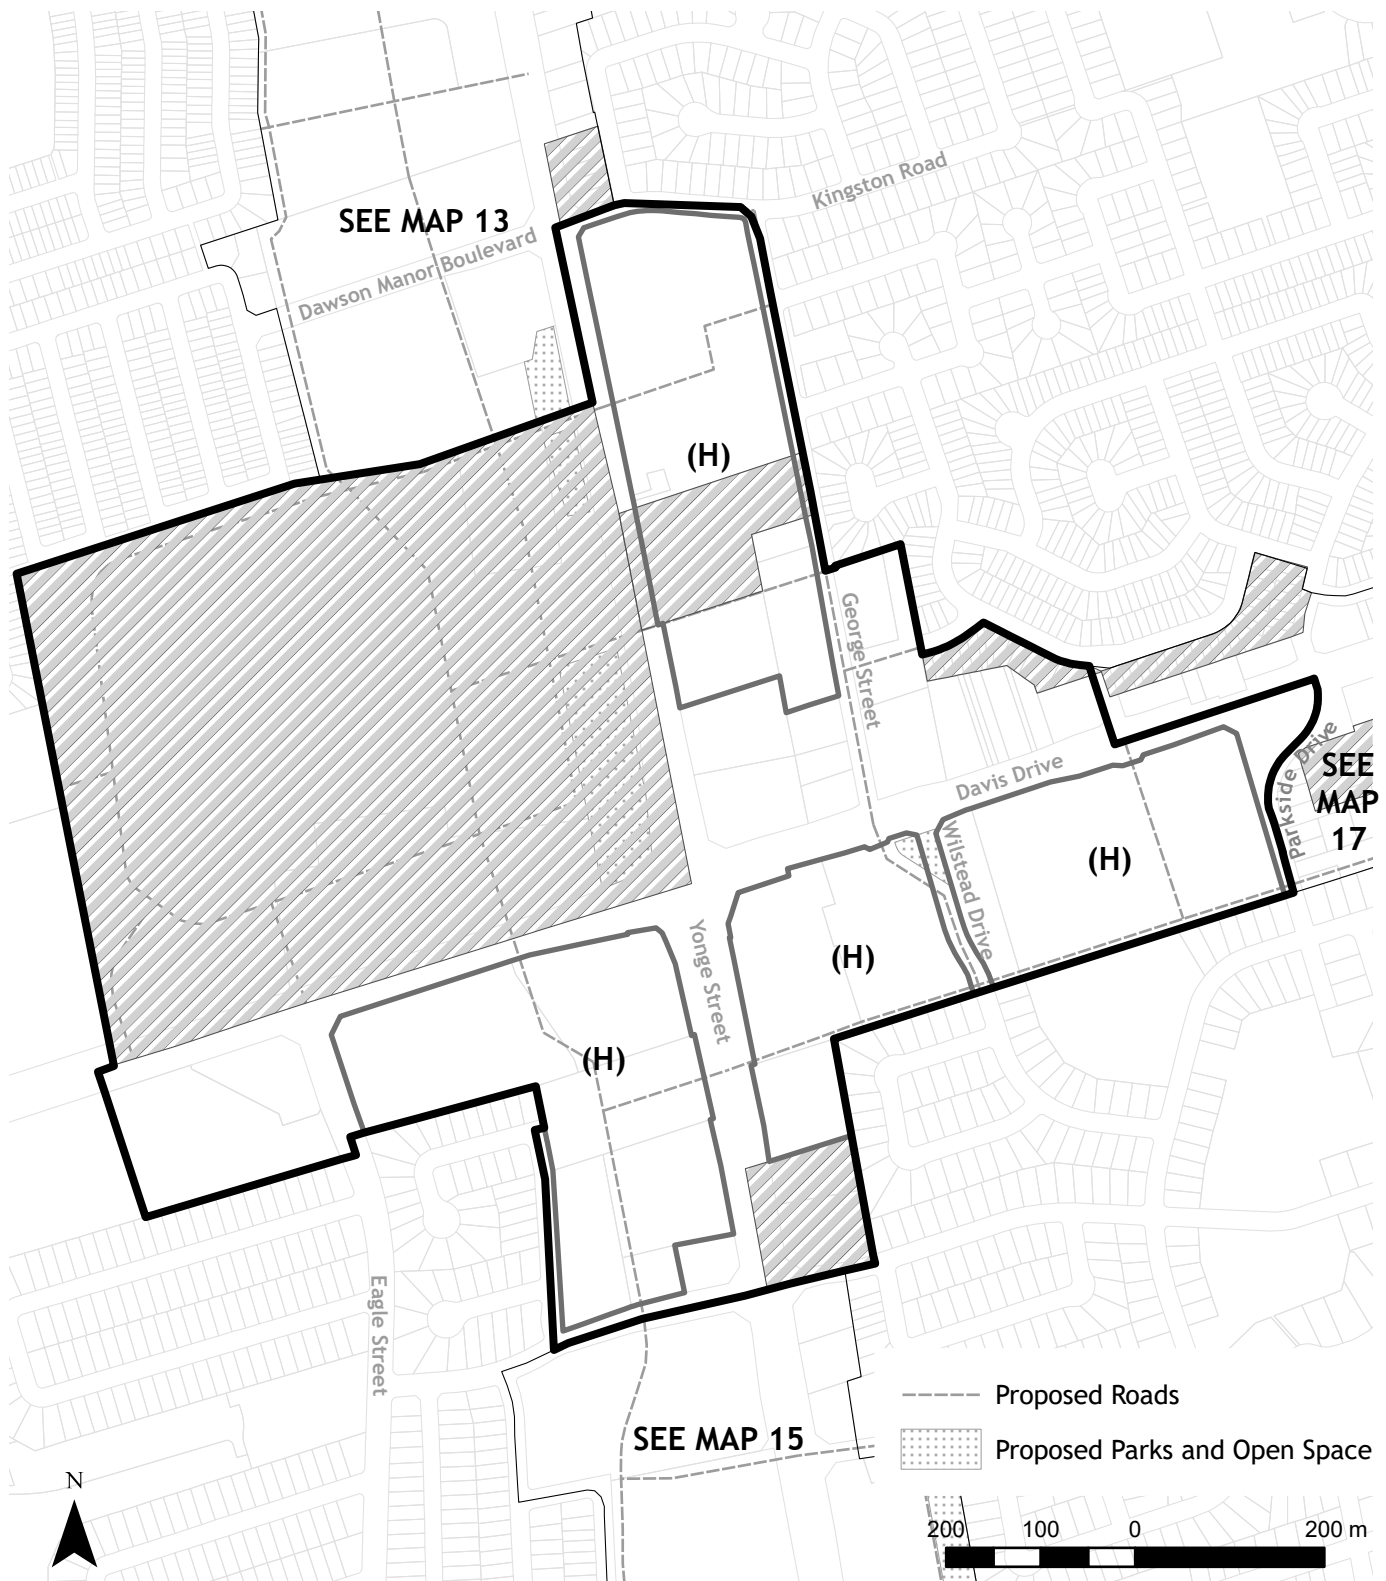 Kingston Road
SEE MAP 13
Dawson Manor Boulevard
(H)
George Street
Davis Drive
Parkside Drive
SEE
MAP
17
Wilstead Drive
(H)
(H)
Yonge Street
(H)
Eagle Street
SEE MAP 15
Proposed Roads
Proposed Parks and Open Space
N
200 100 0 200 m